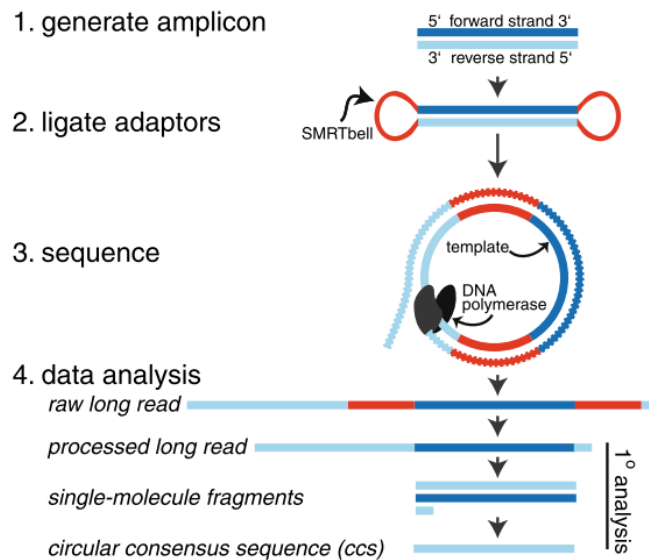 1. generate amplicon
5‘ forward strand 3‘
3‘ reverse strand 5‘
2. ligate adaptors
SMRTbell
3. sequence
template
DNA
polymerase
4. data analysis
raw long read
processed long read
single-molecule fragments
circular consensus sequence (ccs)
1° analysis